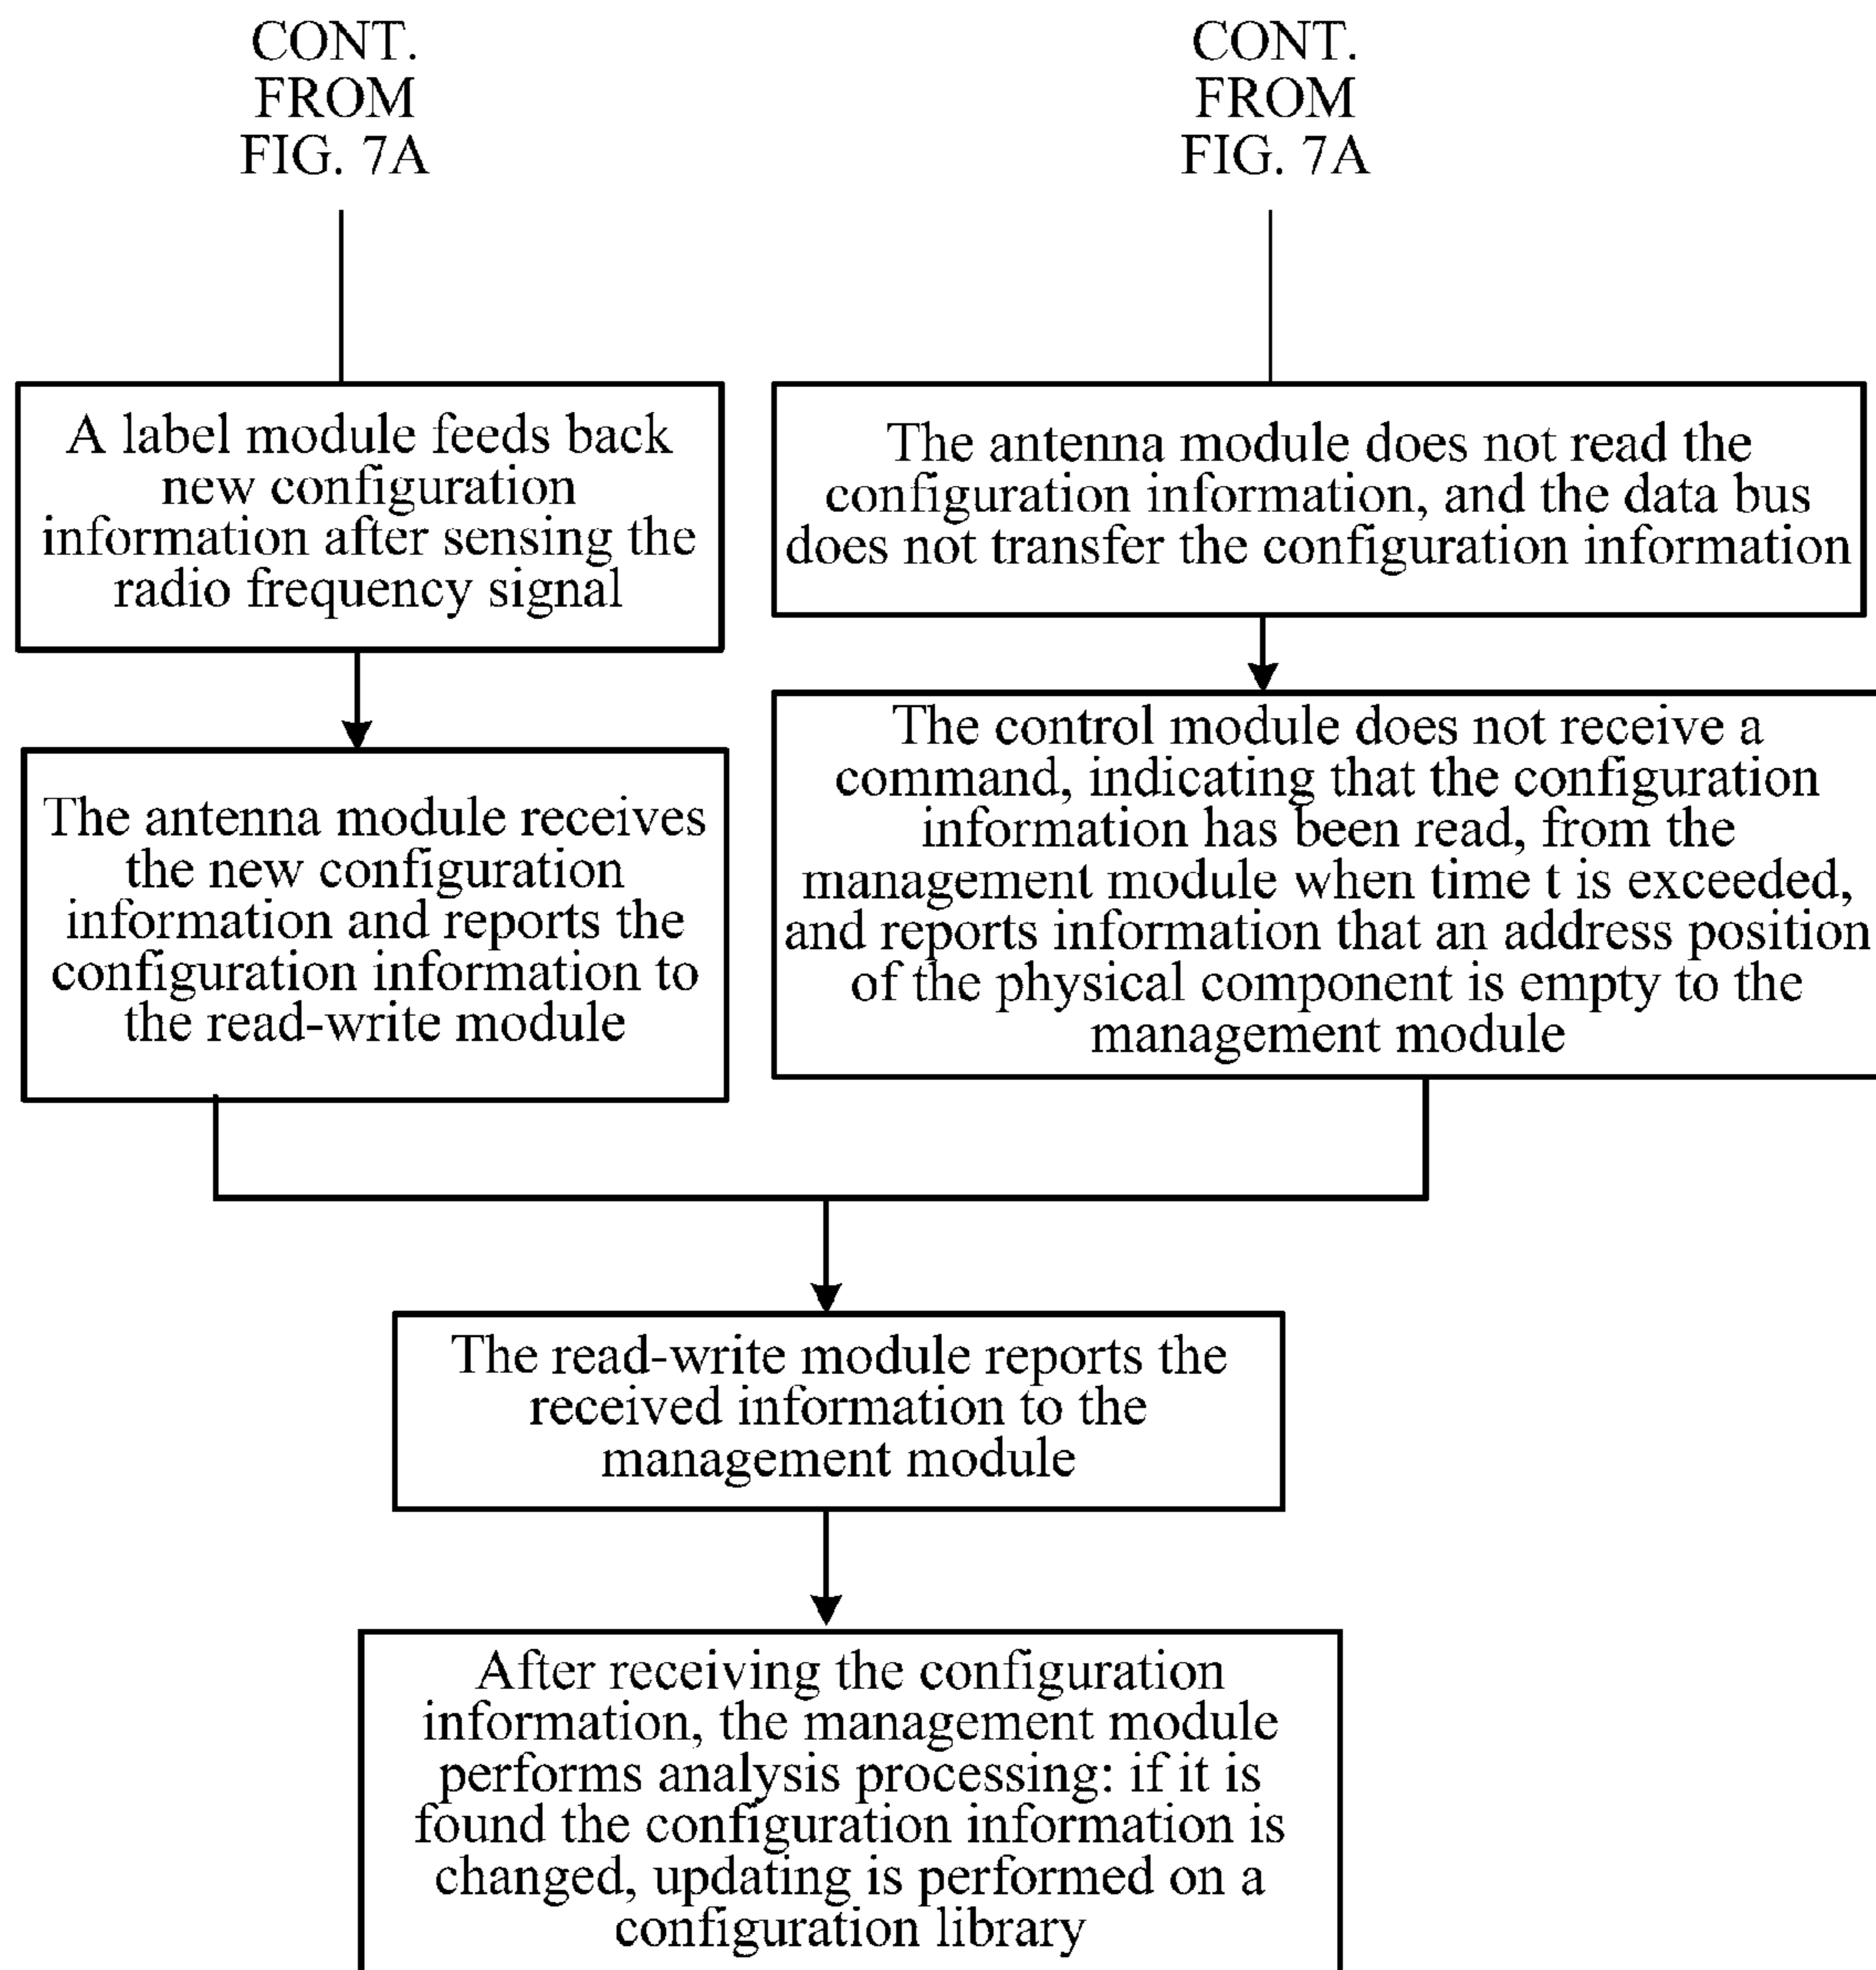 CONT.
FROM
FIG. 7A
CONT.
FROM
FIG. 7A
A label module feeds back
new configuration
information after sensing the
radio frequency signal
The antenna module does not read the
configuration information, and the data bus
does not transfer the configuration information
The antenna module receives
the new configuration
information and reports the
configuration information to
the read-write module
The control module does not receive a
command, indicating that the configuration
information has been read, from the
management module when time t is exceeded,
and reports information that an address position
of the physical component is empty to the
management module
The read-write module reports the
received information to the
management module
After receiving the configuration
information, the management module
performs analysis processing: if it is
found the configuration information is
changed, updating is performed on a
configuration library